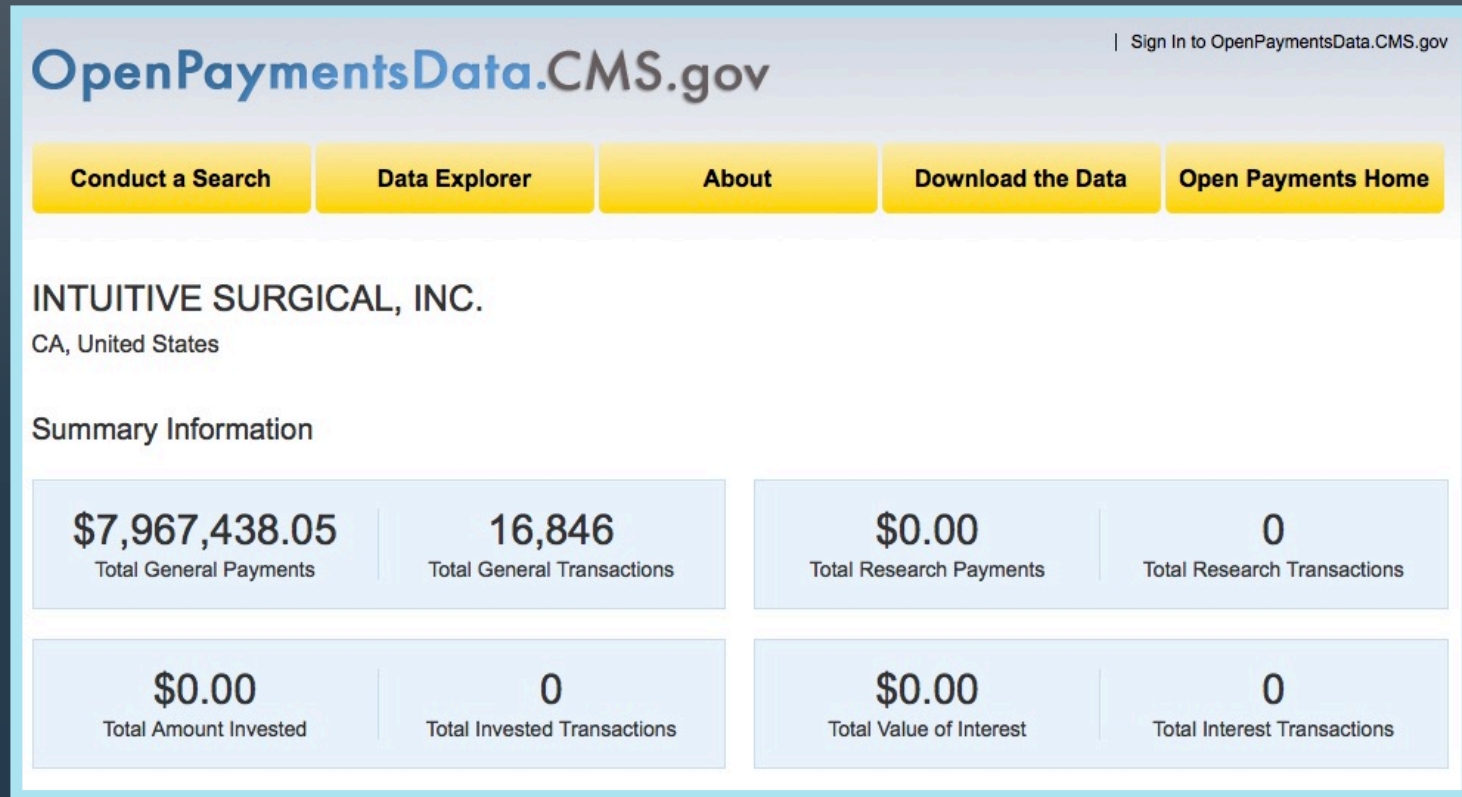 | Sign In to OpenPaymentsData.CMS.gov
OpenPaymentsData.CMS.gov
Conduct a Search Data Explorer About Download the Data Open Payments Home
INTUITIVE SURGICAL, INC.
CA, United States
Summary Information
$7,967,438.05 16,846 $0.00 0
Total General Payments Total General Transactions Total Research Payments Total Research Transactions
$0.00 0 $0.00 0
Total Amount Invested Total Invested Transactions Total Value of Interest Total Interest Transactions